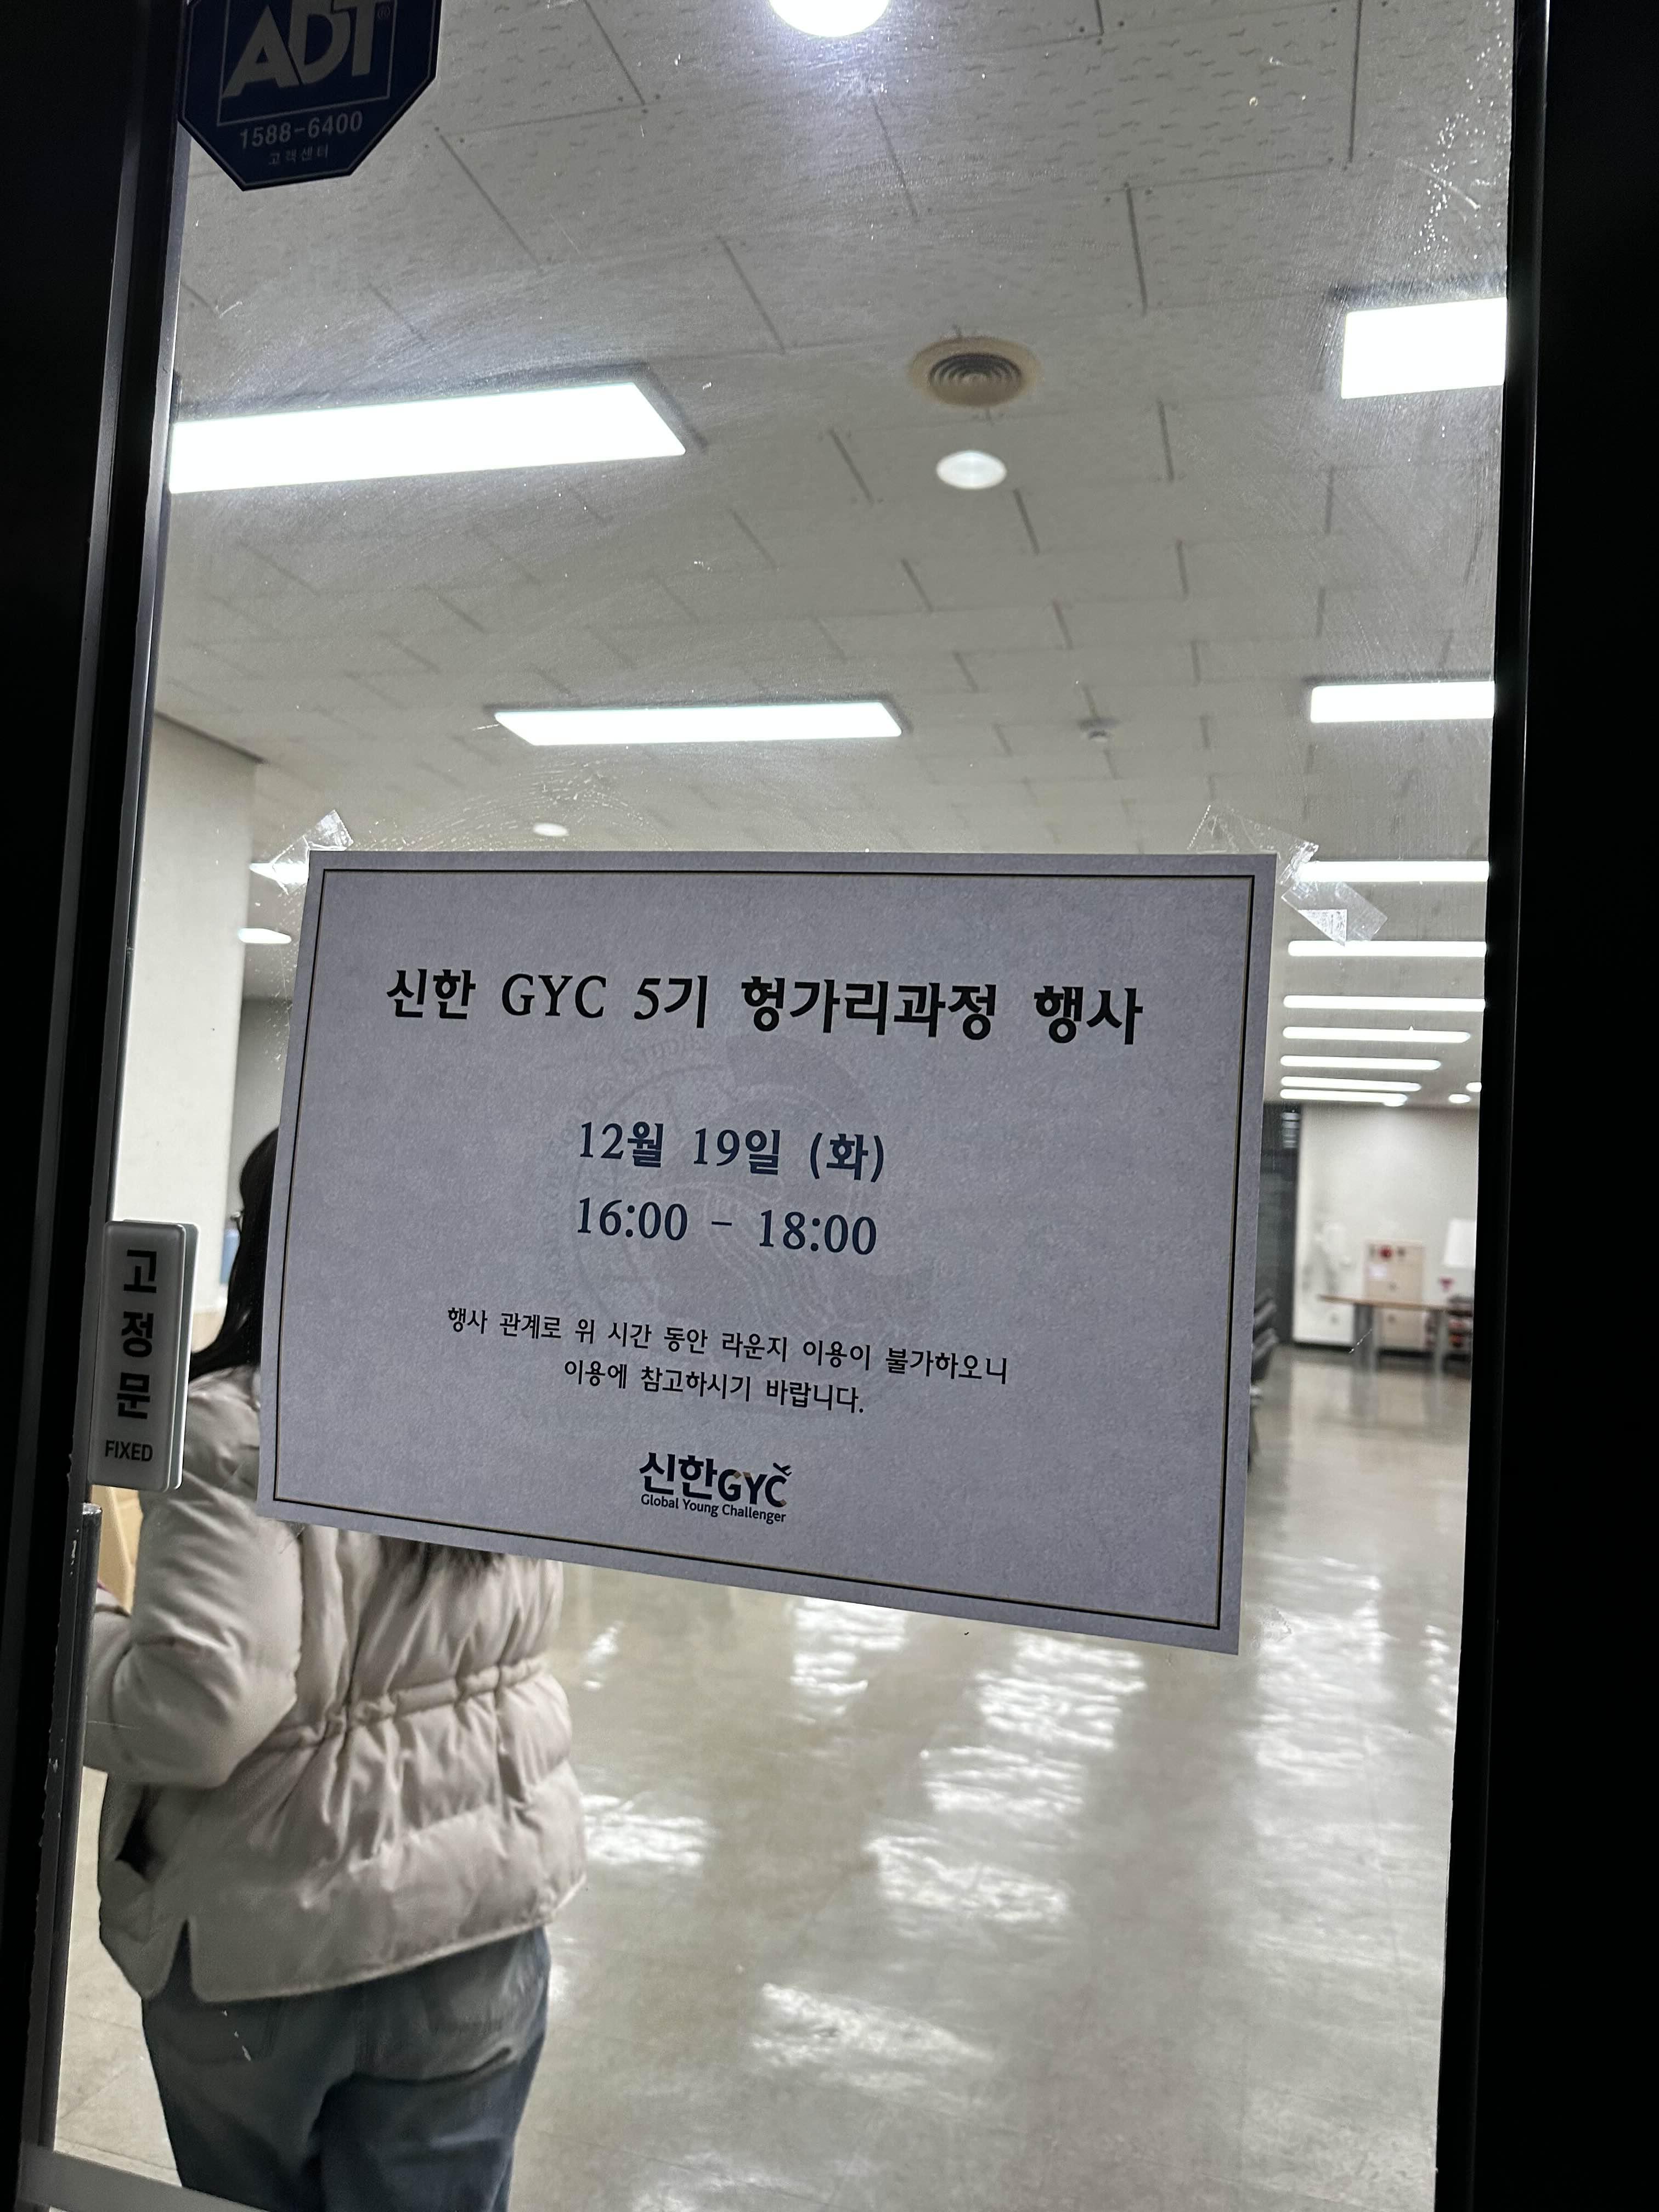 ADT
1588-6400
고객센터
신한 GYC 5기 헝가리과정 행사
12월 19일 (화)
16:00 - 18:00
행사 관계로 위 시간 동안 라운지 이용이 불가하오니
이용에 참고하시기 바랍니다.
신한GYC
Global Young Challenger
고정문
FIXED